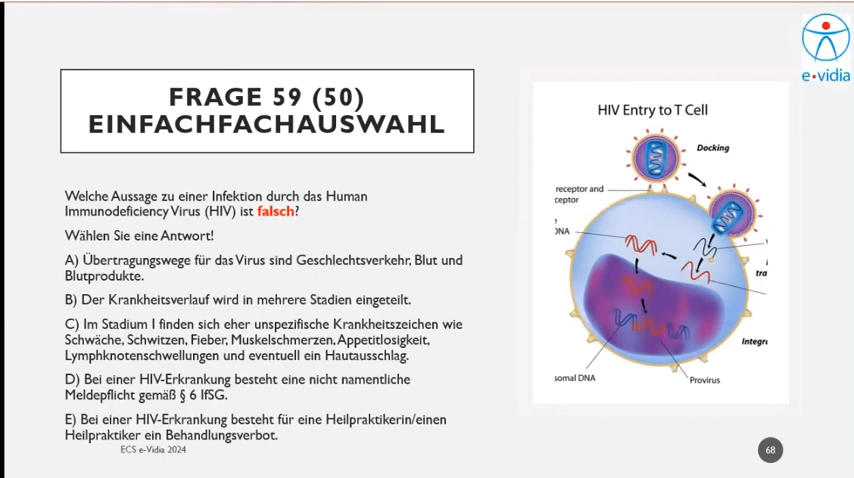 e·vidia
FRAGE 59 (50)
EINFACHFACHAUSWAHL
Welche Aussage zu einer Infektion durch das Human
Immunodeficiency Virus (HIV) ist falsch?
Wählen Sie eine Antwort!
A) Übertragungswege für das Virus sind Geschlechtsverkehr, Blut und
Blutprodukte.
B) Der Krankheitsverlauf wird in mehrere Stadien eingeteilt.
C) Im Stadium I finden sich eher unspezifische Krankheitszeichen wie
Schwäche, Schwitzen, Fieber, Muskelschmerzen, Appetitlosigkeit,
Lymphknotenschwellungen und eventuell ein Hautausschlag.
D) Bei einer HIV-Erkrankung besteht eine nicht namentliche
Meldepflicht gemäß § 6 IfSG.
E) Bei einer HIV-Erkrankung besteht für eine Heilpraktikerin/einen
Heilpraktiker ein Behandlungsverbot.
ECS e-Vidia 2024
HIV Entry to T Cell
Docking
receptor and
ceptor
DNA
tra
Integr
somal DNA
Provirus
68